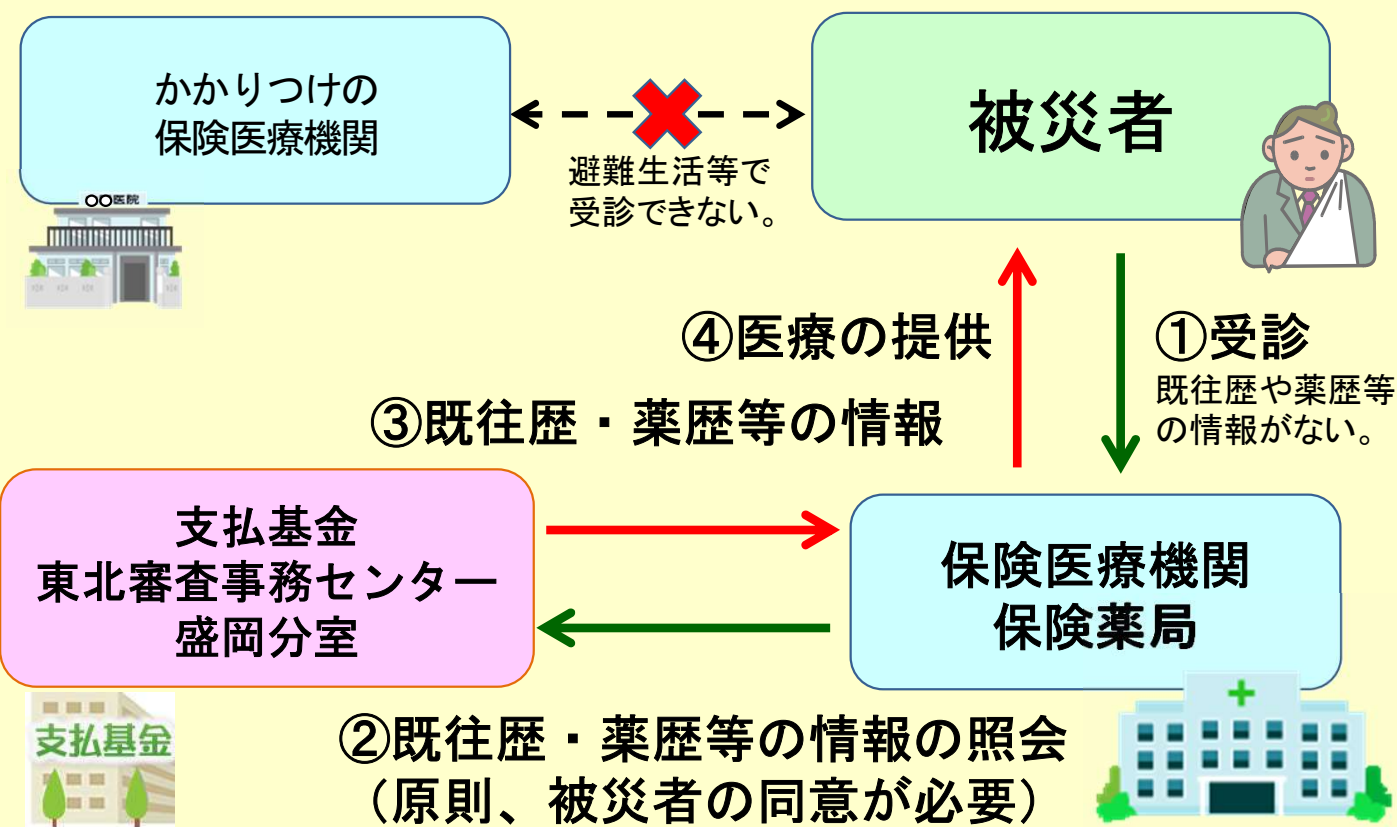 かかりつけの
保険医療機関
〇〇医院
避難生活等で
受診できない。
被災者
④医療の提供
①受診
既往歴や薬歴等
の情報がない。
③既往歴・薬歴等の情報
支払基金
東北審査事務センター
盛岡分室
保険医療機関
保険薬局
支払基金
②既往歴・薬歴等の情報の照会
（原則、被災者の同意が必要）